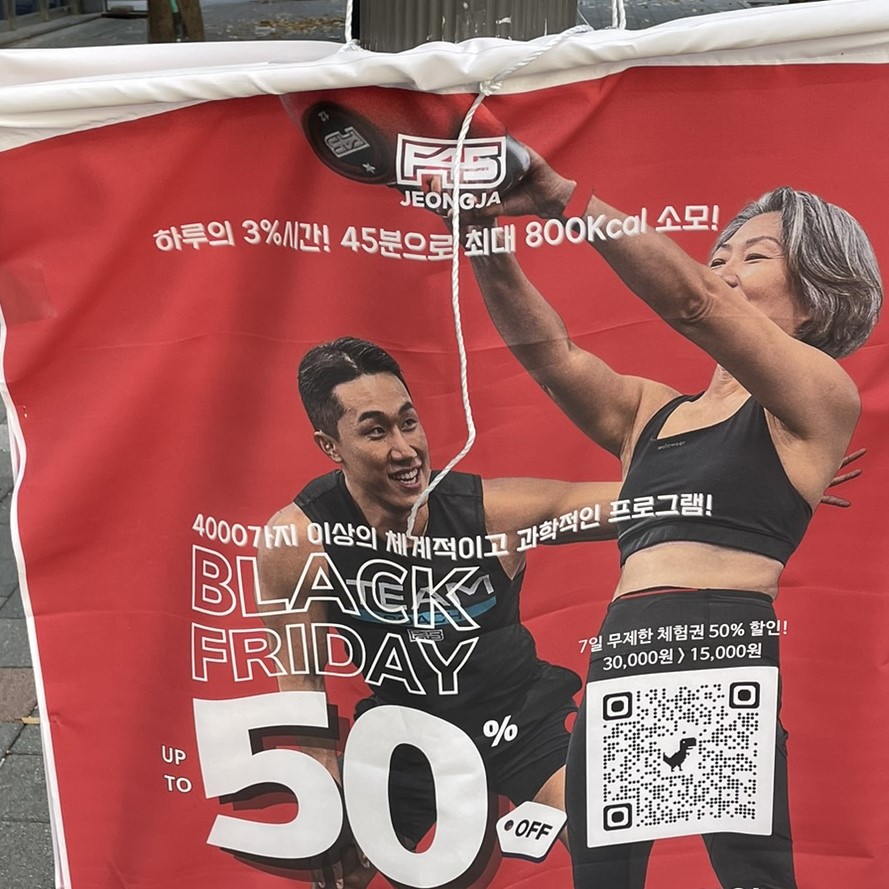 F45
JEONGJA
하루의 3%시간! 45분으로 최대 800Kcal 소모!
4000가지 이상의 체계적이고 과학적인 프로그램!
BLACK
FRIDAY
UP
TO
50%
OFF
TEAM
F45
7일 무제한 체험권 50% 할인!
30,000원 > 15,000원